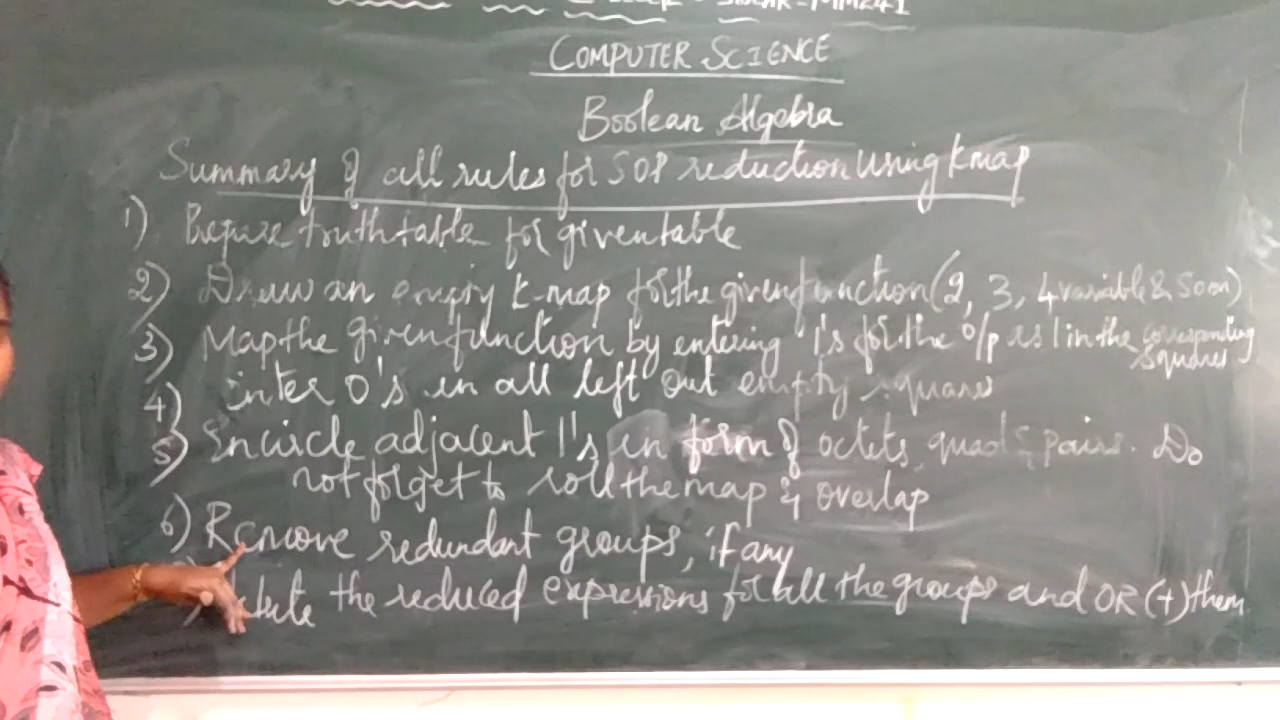 COMPUTER SCIENCE
Boolean Algebra
Summary of all rules for SOP reduction using kmap
1) Prepare truth table for given table
2) Draw an empty k-map for the given function (2, 3, 4 variable & so on)
3) Map the given function by entering 1's for the o/p as 1 in the corresponding squares
4) Enter 0's in all left out empty squares
5) Encircle adjacent 1's in form of octets, quads & pairs. Do
not forget to roll the map & overlap
6) Remove redundant groups, if any
the reduced expressions for all the groups and OR (+) them